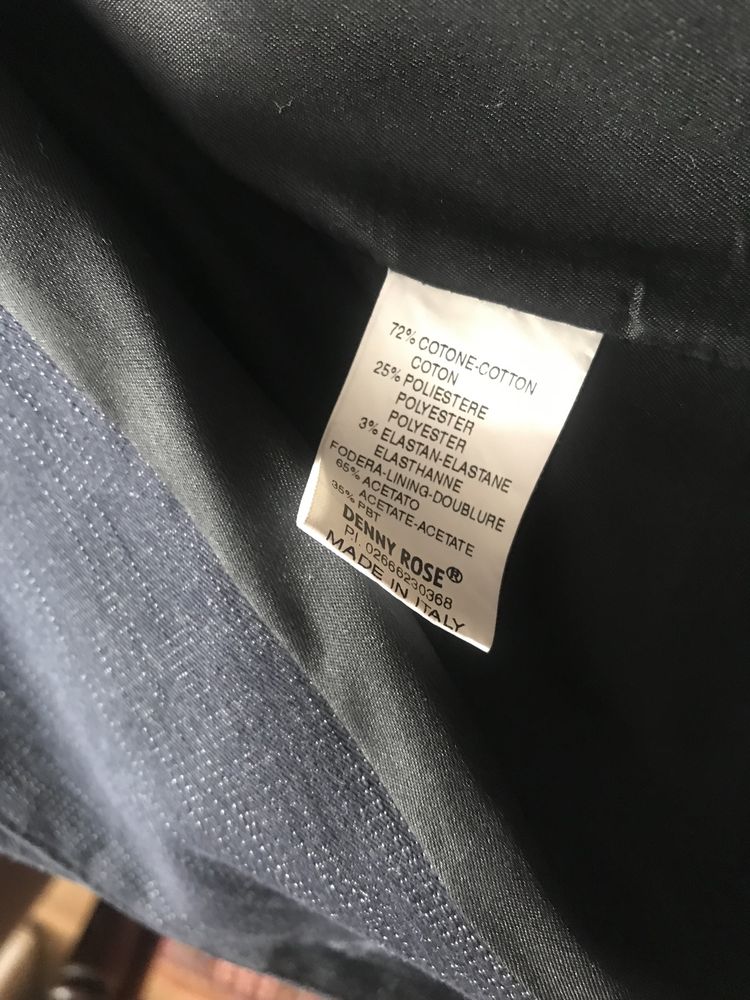 72% COTONE-COTTON
COTON
25% POLIESTERE
POLYESTER
POLYESTER
3% ELASTAN-ELASTANE
ELASTHANNE
FODERA-LINING-DOUBLURE
65% ACETATO
ACETATE-ACETATE
35% PBT
DENNY ROSE®
P.I. 02666230368
MADE IN ITALY